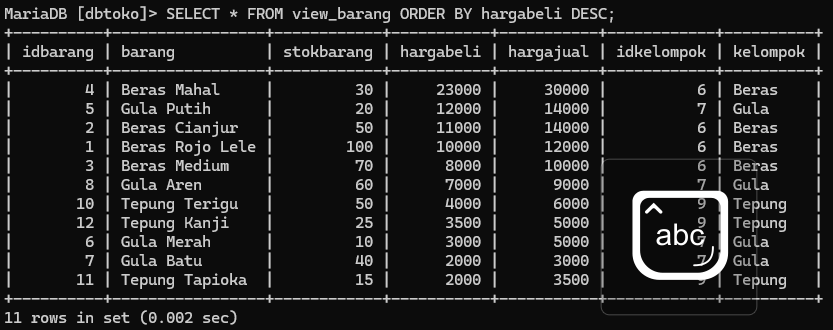 MariaDB [dbtoko]> SELECT * FROM view_barang ORDER BY hargabeli DESC;
+----------+-----------------+------------+-----------+-----------+------------+----------+
| idbarang | barang          | stokbarang | hargabeli | hargajual | idkelompok | kelompok |
+----------+-----------------+------------+-----------+-----------+------------+----------+
|        4 | Beras Mahal     |         30 |     23000 |     30000 |          6 | Beras    |
|        5 | Gula Putih      |         20 |     12000 |     14000 |          7 | Gula     |
|        2 | Beras Cianjur   |         50 |     11000 |     14000 |          6 | Beras    |
|        1 | Beras Rojo Lele |        100 |     10000 |     12000 |          6 | Beras    |
|        3 | Beras Medium    |         70 |      8000 |     10000 |          6 | Beras    |
|        8 | Gula Aren       |         60 |      7000 |      9000 |          7 | Gula     |
|       10 | Tepung Terigu   |         50 |      4000 |      6000 |          9 | Tepung   |
|       12 | Tepung Kanji    |         25 |      3500 |      5000 |          9 | Tepung   |
|        6 | Gula Merah      |         10 |      3000 |      5000 |          7 | Gula     |
|        7 | Gula Batu       |         40 |      2000 |      3000 |          7 | Gula     |
|       11 | Tepung Tapioka  |         15 |      2000 |      3500 |          9 | Tepung   |
+----------+-----------------+------------+-----------+-----------+------------+----------+
abc
11 rows in set (0.002 sec)